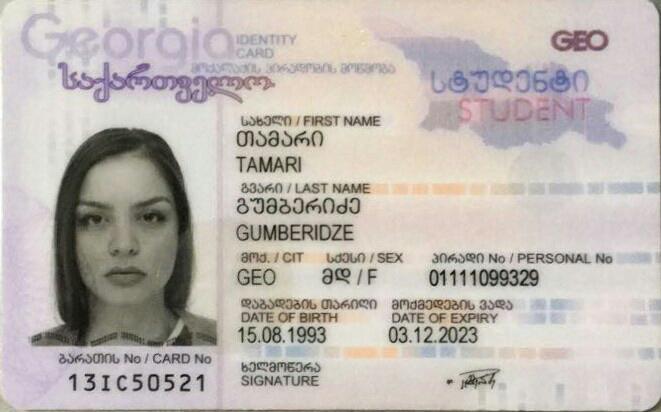 Georgia
IDENTITY
CARD
მოქალაქის პირადობის მოწმობა
საქართველო
GEO
სტუდენტი
STUDENT
სახელი / FIRST NAME
თამარი
TAMARI
გვარი / LAST NAME
გუმბერიძე
GUMBERIDZE
მოქ. / CIT სქესი / SEX პირადი No / PERSONAL No
GEO მდ / F 01111099329
დაბადების თარიღი მოქმედების ვადა
DATE OF BIRTH DATE OF EXPIRY
15.08.1993 03.12.2023
ბარათის No / CARD No
13IC50521
ხელმოწერა
SIGNATURE